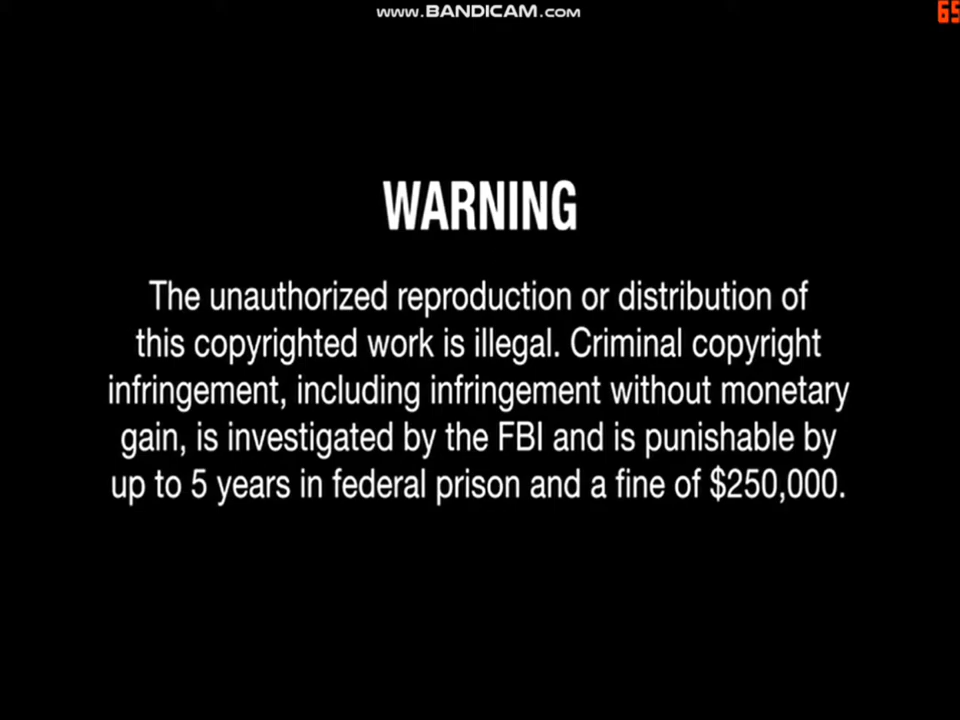 WWW.BANDICAM.COM
65
WARNING
The unauthorized reproduction or distribution of
this copyrighted work is illegal. Criminal copyright
infringement, including infringement without monetary
gain, is investigated by the FBI and is punishable by
up to 5 years in federal prison and a fine of $250,000.